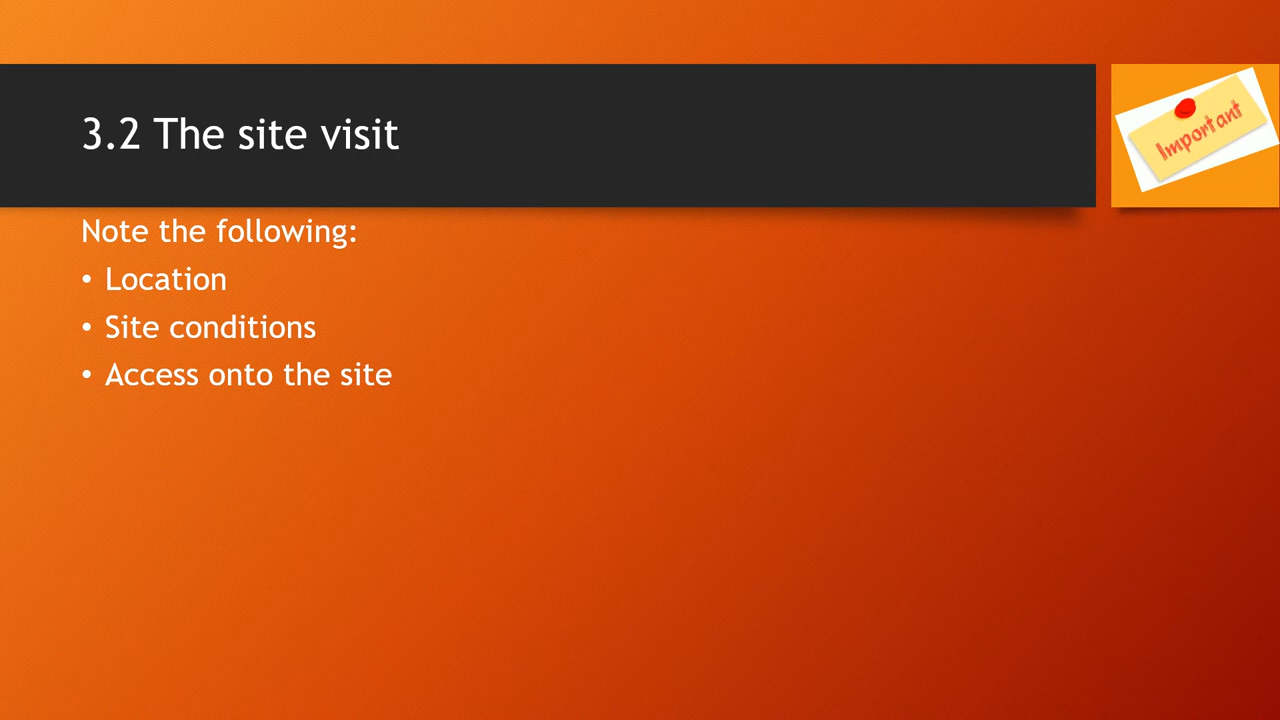 3.2 The site visit
Important
Note the following:
• Location
• Site conditions
• Access onto the site